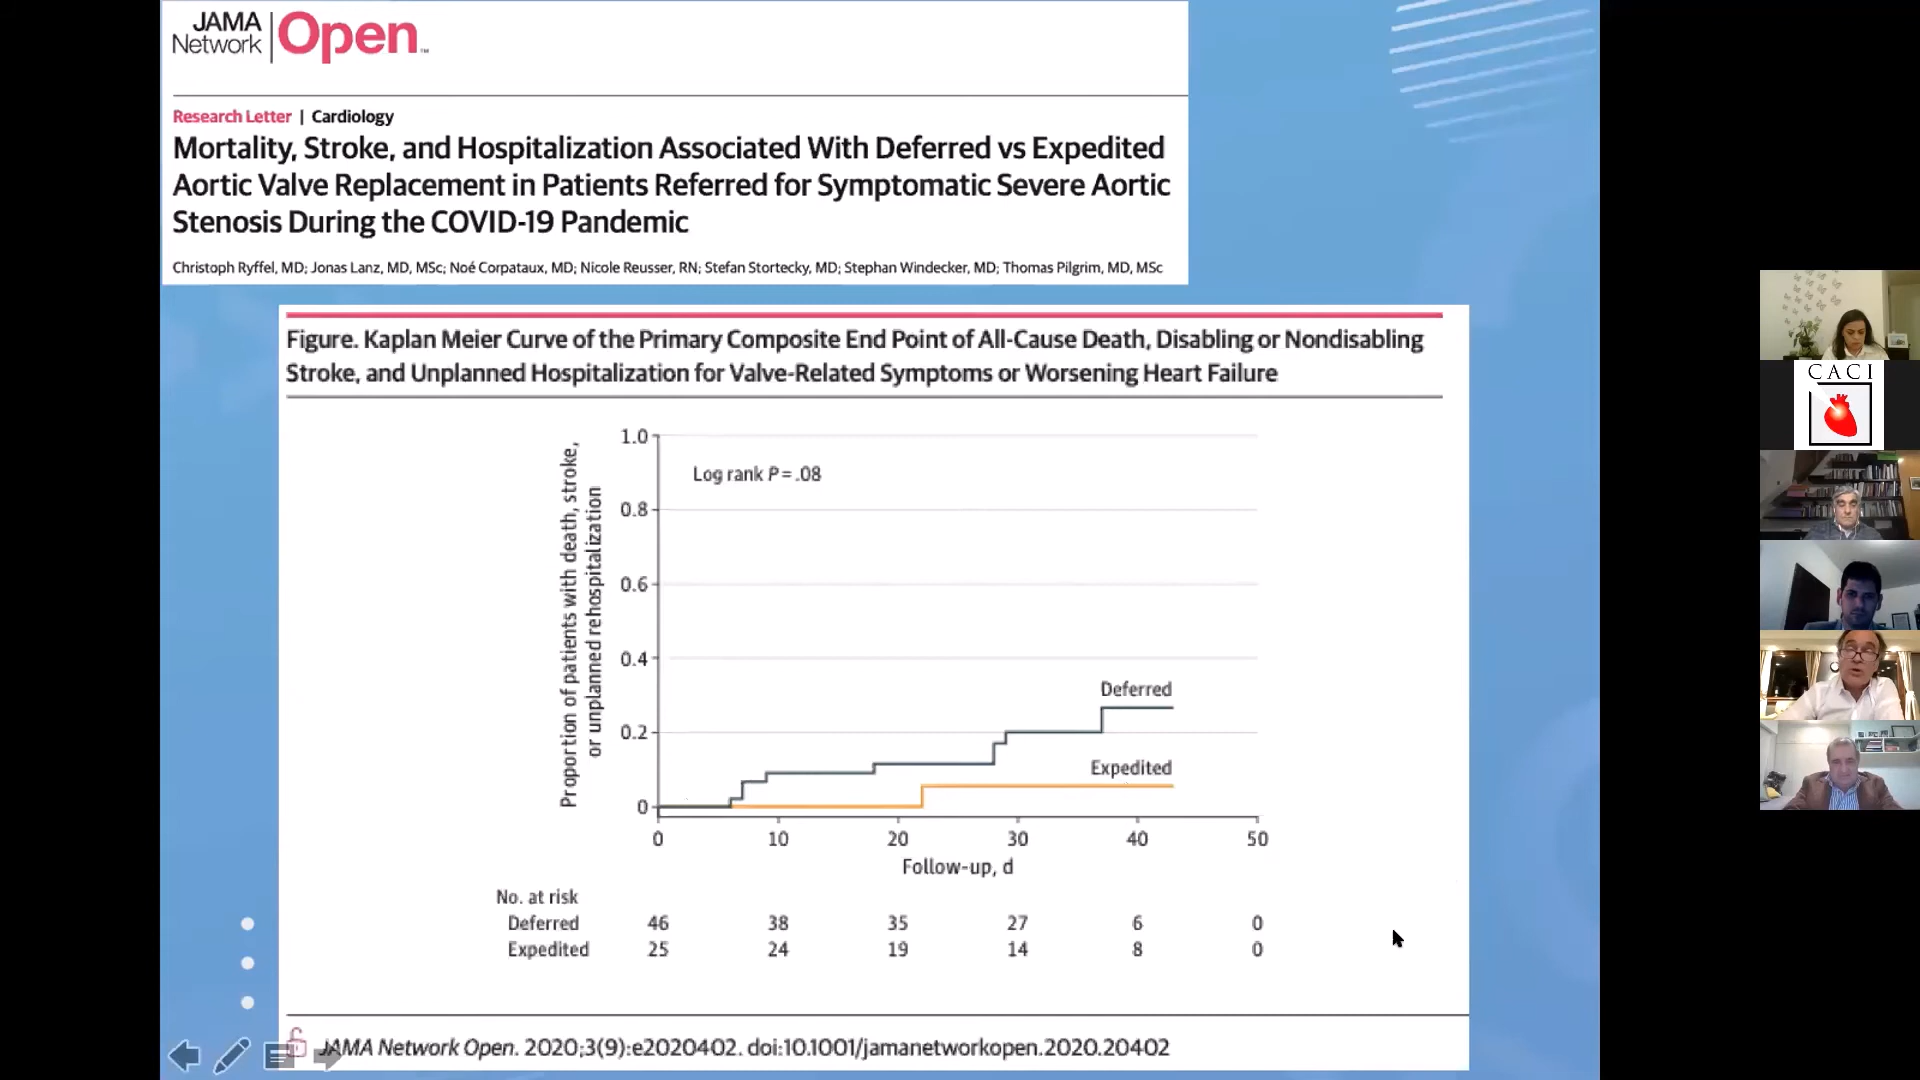 JAMA
Network
Open™
Research Letter | Cardiology
Mortality, Stroke, and Hospitalization Associated With Deferred vs Expedited
Aortic Valve Replacement in Patients Referred for Symptomatic Severe Aortic
Stenosis During the COVID-19 Pandemic
Christoph Ryffel, MD; Jonas Lanz, MD, MSc; Noé Corpataux, MD; Nicole Reusser, RN; Stefan Stortecky, MD; Stephan Windecker, MD; Thomas Pilgrim, MD, MSc
Figure. Kaplan Meier Curve of the Primary Composite End Point of All-Cause Death, Disabling or Nondisabling
Stroke, and Unplanned Hospitalization for Valve-Related Symptoms or Worsening Heart Failure
Proportion of patients with death, stroke,
or unplanned rehospitalization
1.0
0.8
0.6
0.4
0.2
0
Log rank P = .08
Deferred
Expedited
0 10 20 30 40 50
Follow-up, d
No. at risk
Deferred 46 38 35 27 6 0
Expedited 25 24 19 14 8 0
JAMA Network Open. 2020;3(9):e2020402. doi:10.1001/jamanetworkopen.2020.20402
CACI